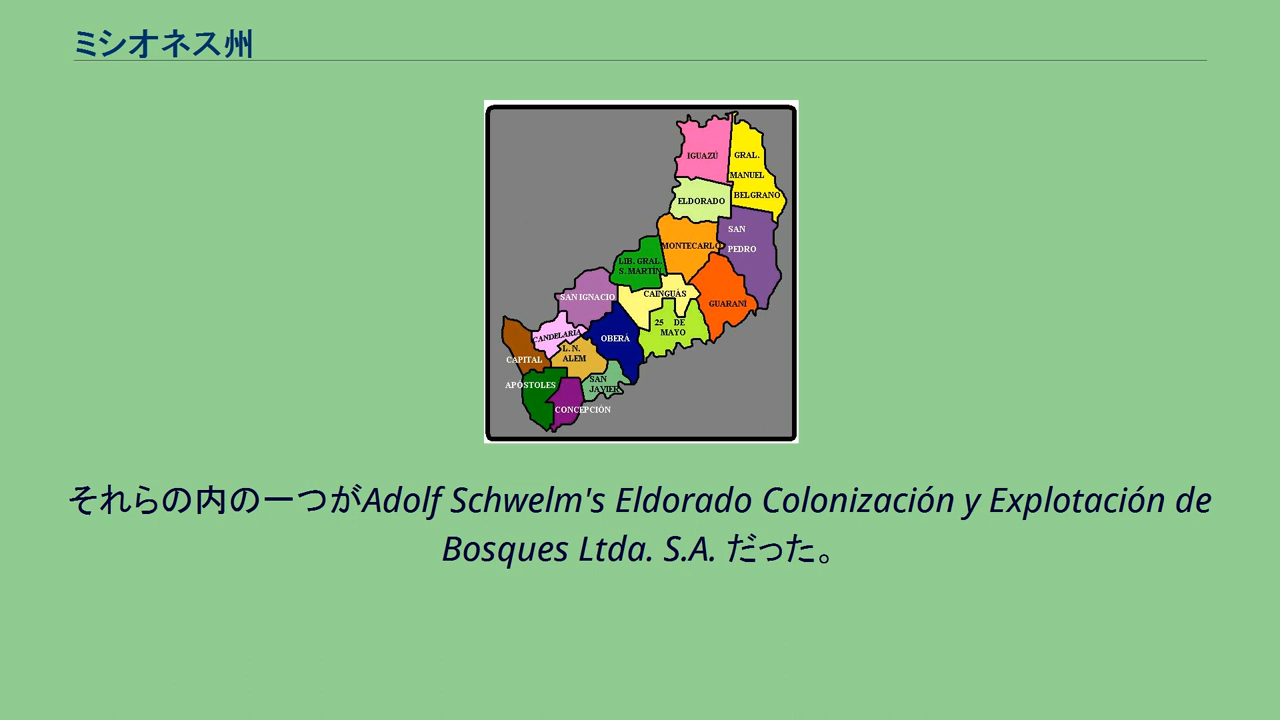 ミシオネス州
IGUAZÚ
GRAL.
MANUEL
BELGRANO
ELDORADO
SAN
PEDRO
MONTECARLO
LIB. GRAL.
S. MARTIN
CAINGUÁS
SAN IGNACIO
GUARANÍ
25 DE
MAYO
CANDELARIA
OBERÁ
L. N.
ALEM
CAPITAL
SAN
JAVIER
APÓSTOLES
CONCEPCIÓN
それらの内の一つがAdolf Schwelm's Eldorado Colonización y Explotación de
Bosques Ltda. S.A. だった。